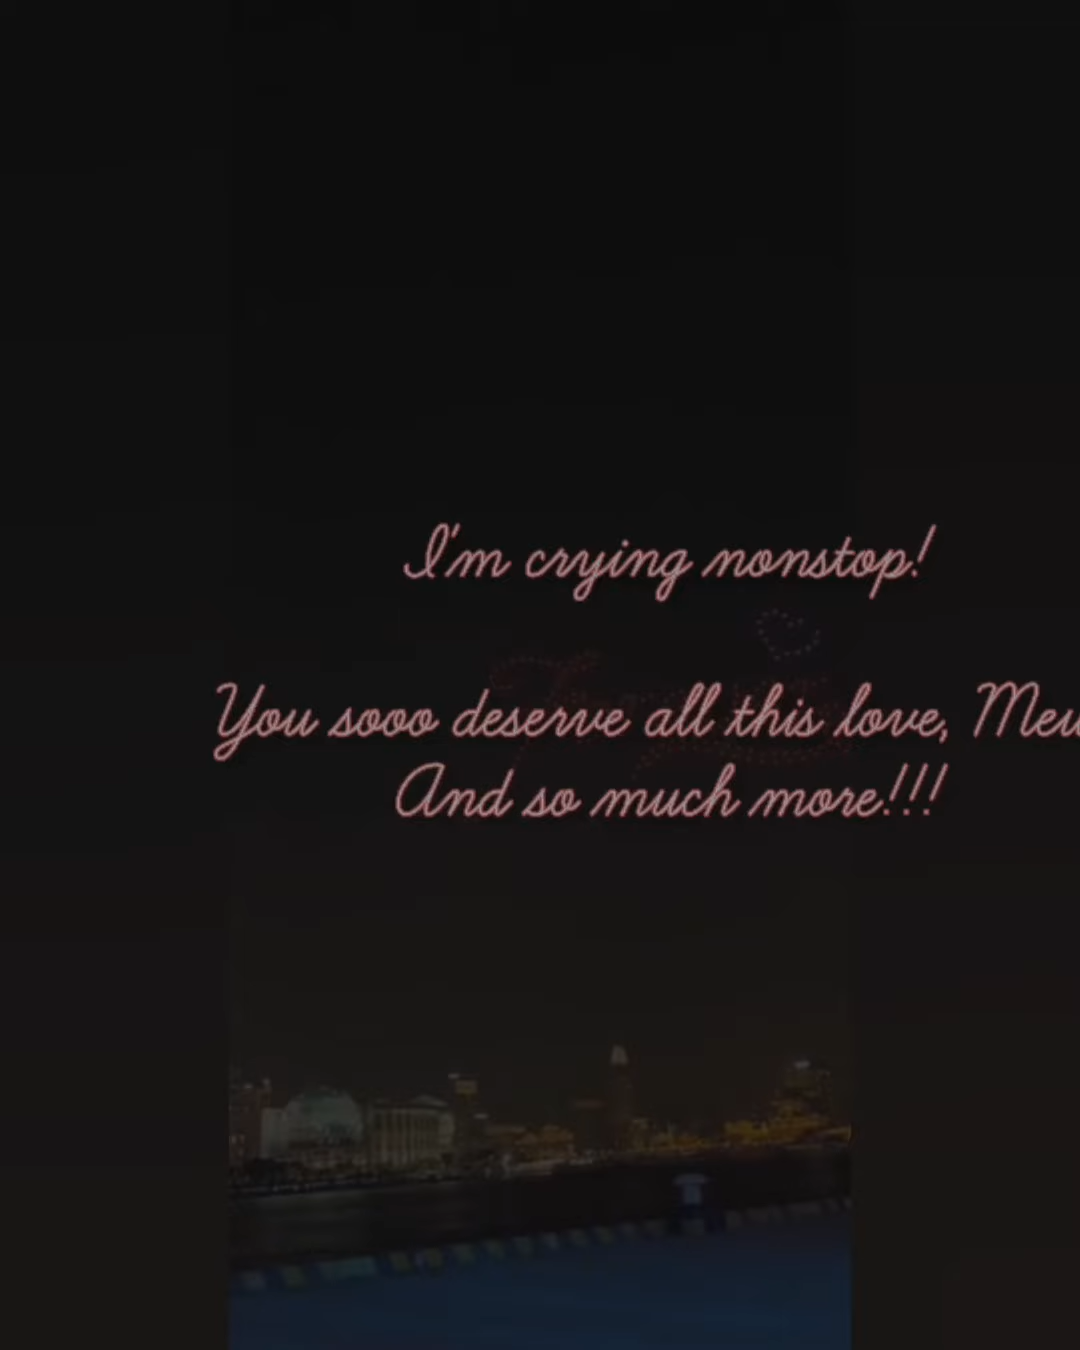 I'm crying nonstop!
You sooo deserve all this love,
And so much more!!!